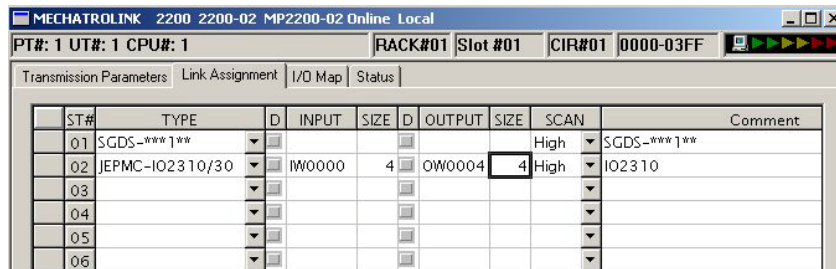 MECHATROLINK 2200 2200-02 MP2200-02 Online Local
PT#: 1 UT#: 1 CPU#: 1 RACK#01 Slot #01 CIR#01 0000-03FF
Transmission Parameters Link Assignment I/O Map Status
ST# TYPE D INPUT SIZE D OUTPUT SIZE SCAN Comment
01 SGDS-***1** High SGDS-***1**
02 JEPMC-IO2310/30 IW0000 4 OW0004 4 High IO2310
03
04
05
06